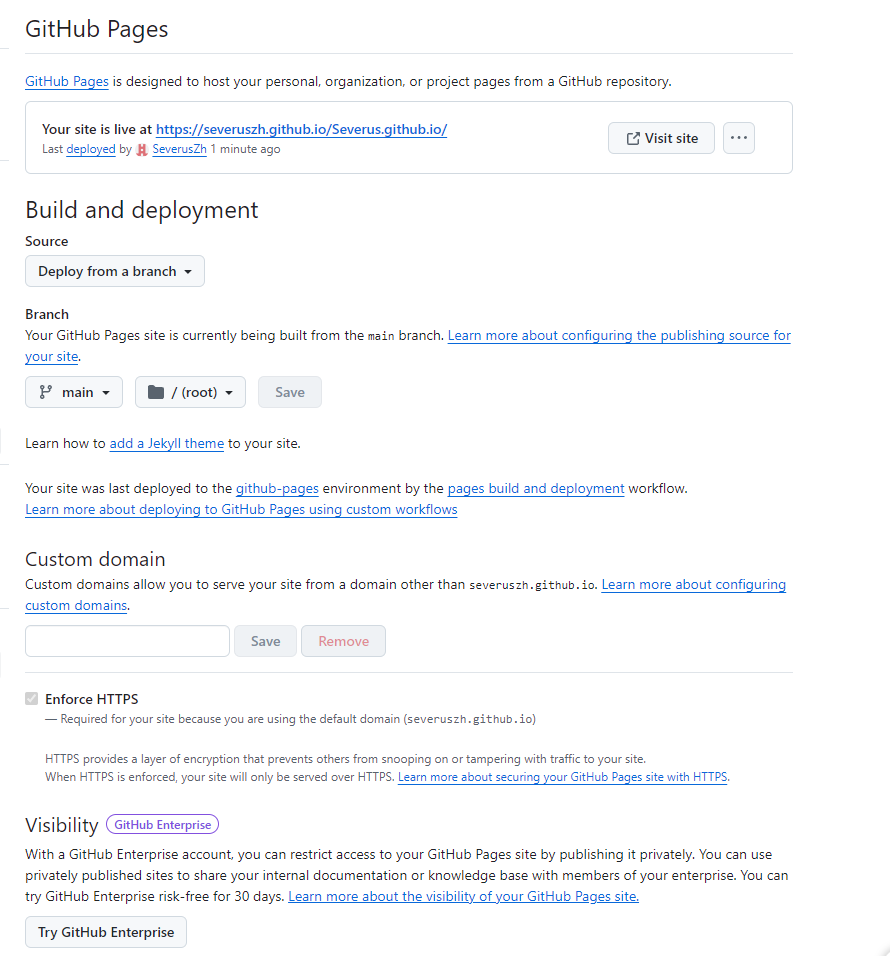 GitHub Pages
GitHub Pages is designed to host your personal, organization, or project pages from a GitHub repository.
Your site is live at https://severuszh.github.io/Severus.github.io/
Last deployed by SeverusZh 1 minute ago
Visit site
Build and deployment
Source
Deploy from a branch
Branch
Your GitHub Pages site is currently being built from the main branch. Learn more about configuring the publishing source for
your site.
main
/ (root)
Save
Learn how to add a Jekyll theme to your site.
Your site was last deployed to the github-pages environment by the pages build and deployment workflow.
Learn more about deploying to GitHub Pages using custom workflows
Custom domain
Custom domains allow you to serve your site from a domain other than severuszh.github.io. Learn more about configuring
custom domains.
Save
Remove
Enforce HTTPS
— Required for your site because you are using the default domain (severuszh.github.io)
HTTPS provides a layer of encryption that prevents others from snooping on or tampering with traffic to your site.
When HTTPS is enforced, your site will only be served over HTTPS. Learn more about securing your GitHub Pages site with HTTPS.
Visibility GitHub Enterprise
With a GitHub Enterprise account, you can restrict access to your GitHub Pages site by publishing it privately. You can use
privately published sites to share your internal documentation or knowledge base with members of your enterprise. You can
try GitHub Enterprise risk-free for 30 days. Learn more about the visibility of your GitHub Pages site.
Try GitHub Enterprise